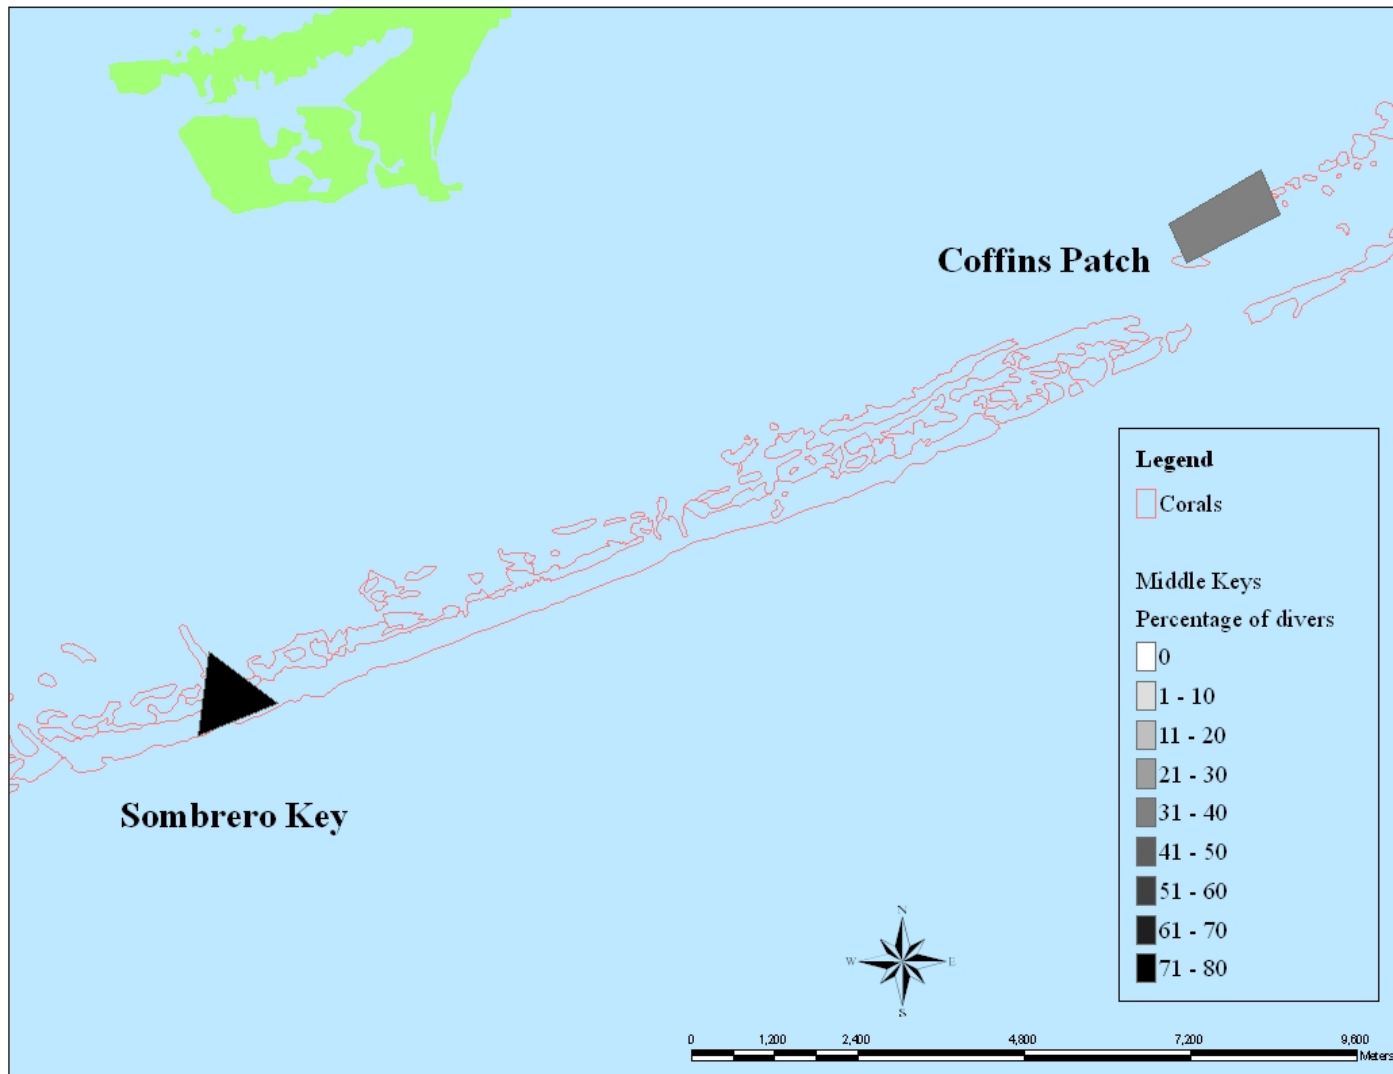 Coffins Patch
Legend
Corals
Middle Keys
Percentage of divers
0
1 - 10
11 - 20
21 - 30
31 - 40
41 - 50
51 - 60
61 - 70
71 - 80
Sombrero Key
N
W E
S
0 1,200 2,400 4,800 7,200 9,600
Meters